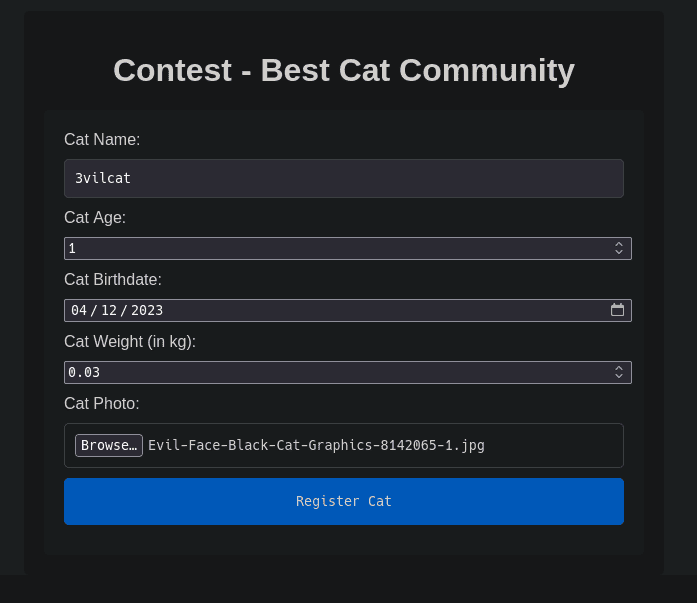 Contest - Best Cat Community
Cat Name:
3vilcat
Cat Age:
1
Cat Birthdate:
04/12/2023
Cat Weight (in kg):
0.03
Cat Photo:
Browse… Evil-Face-Black-Cat-Graphics-8142065-1.jpg
Register Cat